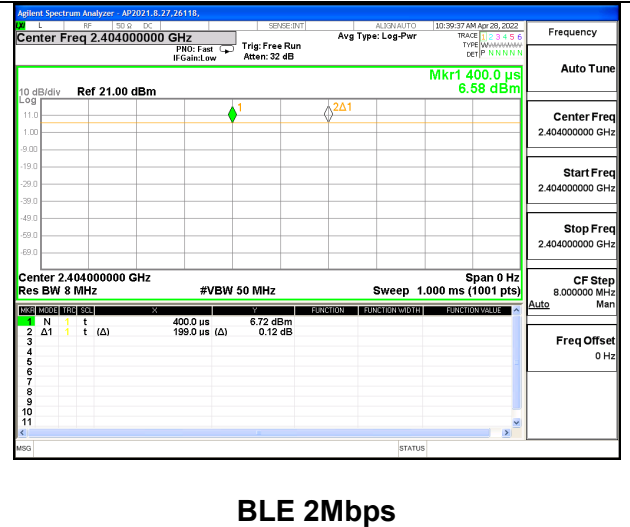 Agilent Spectrum Analyzer - AP2021.8.27,26118,
L RF 50 Ω DC SENSE:INT ALIGN AUTO 10:39:37 AM Apr 28, 2022
Center Freq 2.404000000 GHz
PNO: Fast
IFGain:Low
Trig: Free Run
Atten: 32 dB
Avg Type: Log-Pwr
TRACE 1 2 3 4 5 6
TYPE WWWWWW
DET P N N N N N
Mkr1 400.0 µs
6.58 dBm
10 dB/div Ref 21.00 dBm
Log
11.0
1.00
-9.00
-19.0
-29.0
-39.0
-49.0
-59.0
-69.0
1
2Δ1
Center 2.404000000 GHz Span 0 Hz
Res BW 8 MHz #VBW 50 MHz Sweep 1.000 ms (1001 pts)
MKR MODE TRC SCL X Y FUNCTION FUNCTION WIDTH FUNCTION VALUE
1 N 1 t 400.0 µs 6.72 dBm
2 Δ1 1 t (Δ) 199.0 µs (Δ) 0.12 dB
3
4
5
6
7
8
9
10
11
MSG STATUS
Frequency
Auto Tune
Center Freq
2.404000000 GHz
Start Freq
2.404000000 GHz
Stop Freq
2.404000000 GHz
CF Step
8.000000 MHz
Auto Man
Freq Offset
0 Hz
BLE 2Mbps